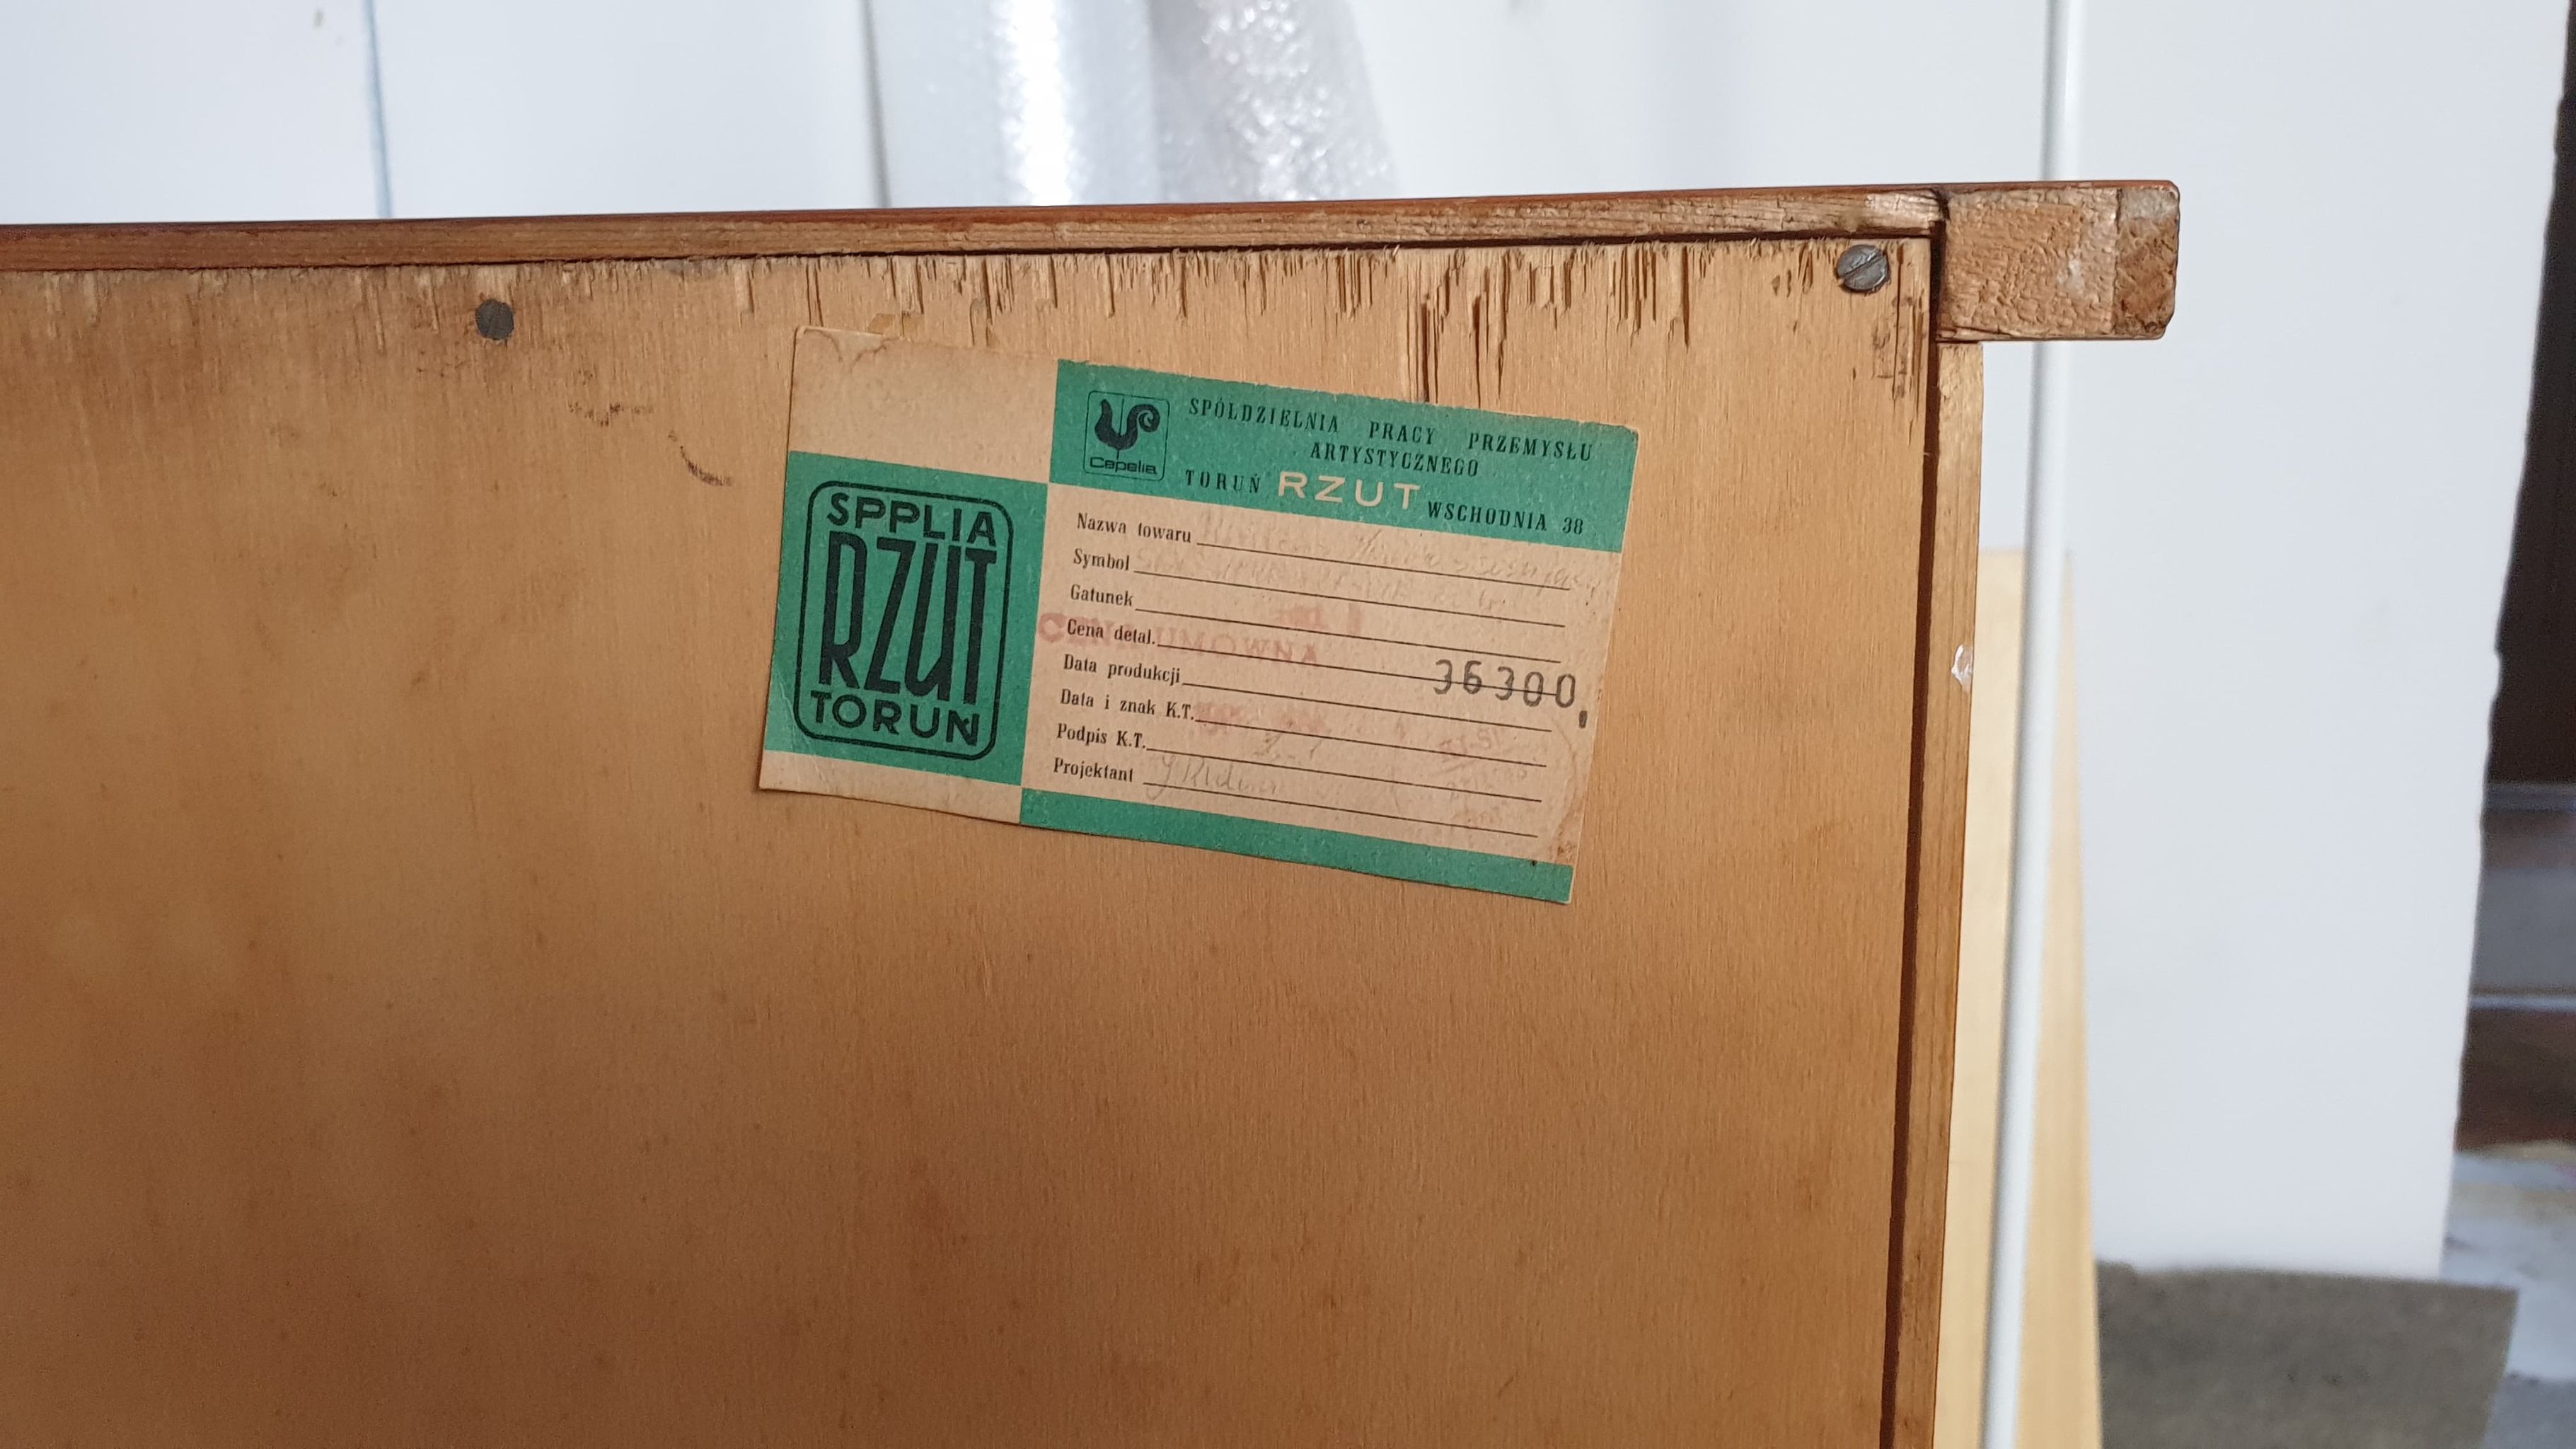 SPPLIA
RZUT
TORUŃ
Cepelia
SPÓŁDZIELNIA PRACY PRZEMYSŁU
ARTYSTYCZNEGO
TORUŃ RZUT WSCHODNIA 38
Nazwa towaru
Symbol
Gatunek
Cena detal. CENA UMOWNA
36300,
Data produkcji
Data i znak K.T.
Podpis K.T.
Projektant